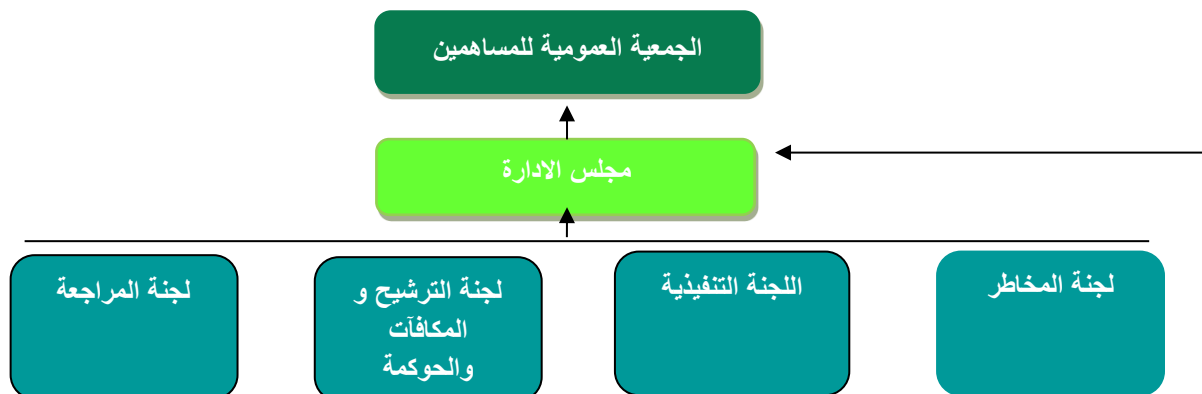 الجمعية العمومية للمساهمين
مجلس الادارة
لجنة المخاطر
اللجنة التنفيذية
لجنة الترشيح و
المكافآت
والحوكمة
لجنة المراجعة